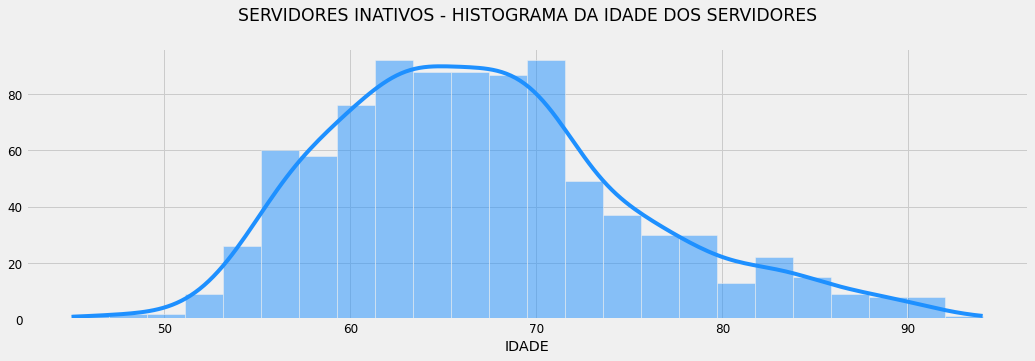 SERVIDORES INATIVOS - HISTOGRAMA DA IDADE DOS SERVIDORES
80
60
40
20
0
50 60 70 80 90
IDADE